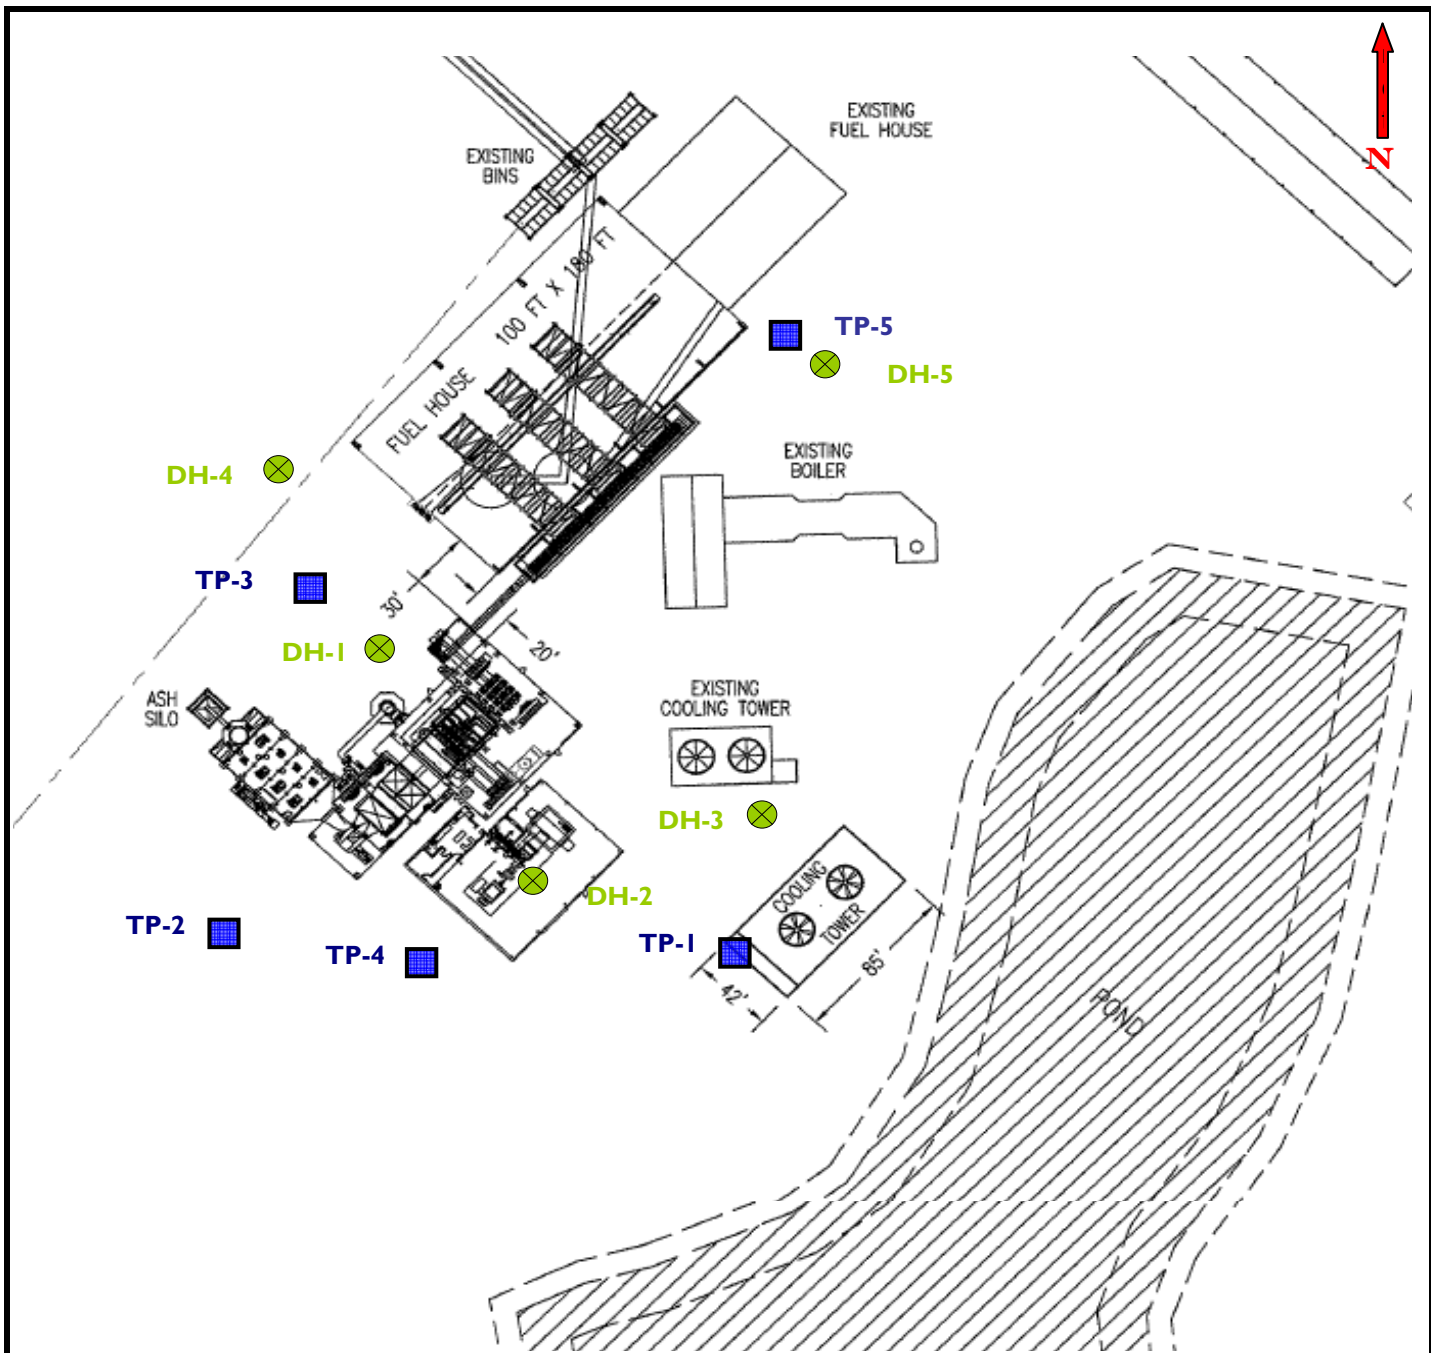 EXISTING
FUEL HOUSE
N
EXISTING
BINS
100 FT X 180 FT
FUEL HOUSE
TP-5
DH-5
EXISTING
BOILER
DH-4
TP-3
30'
20'
DH-1
EXISTING
COOLING TOWER
ASH
SILO
DH-3
COOLING
TOWER
DH-2
TP-2
TP-4
TP-1
42'
85'
POND